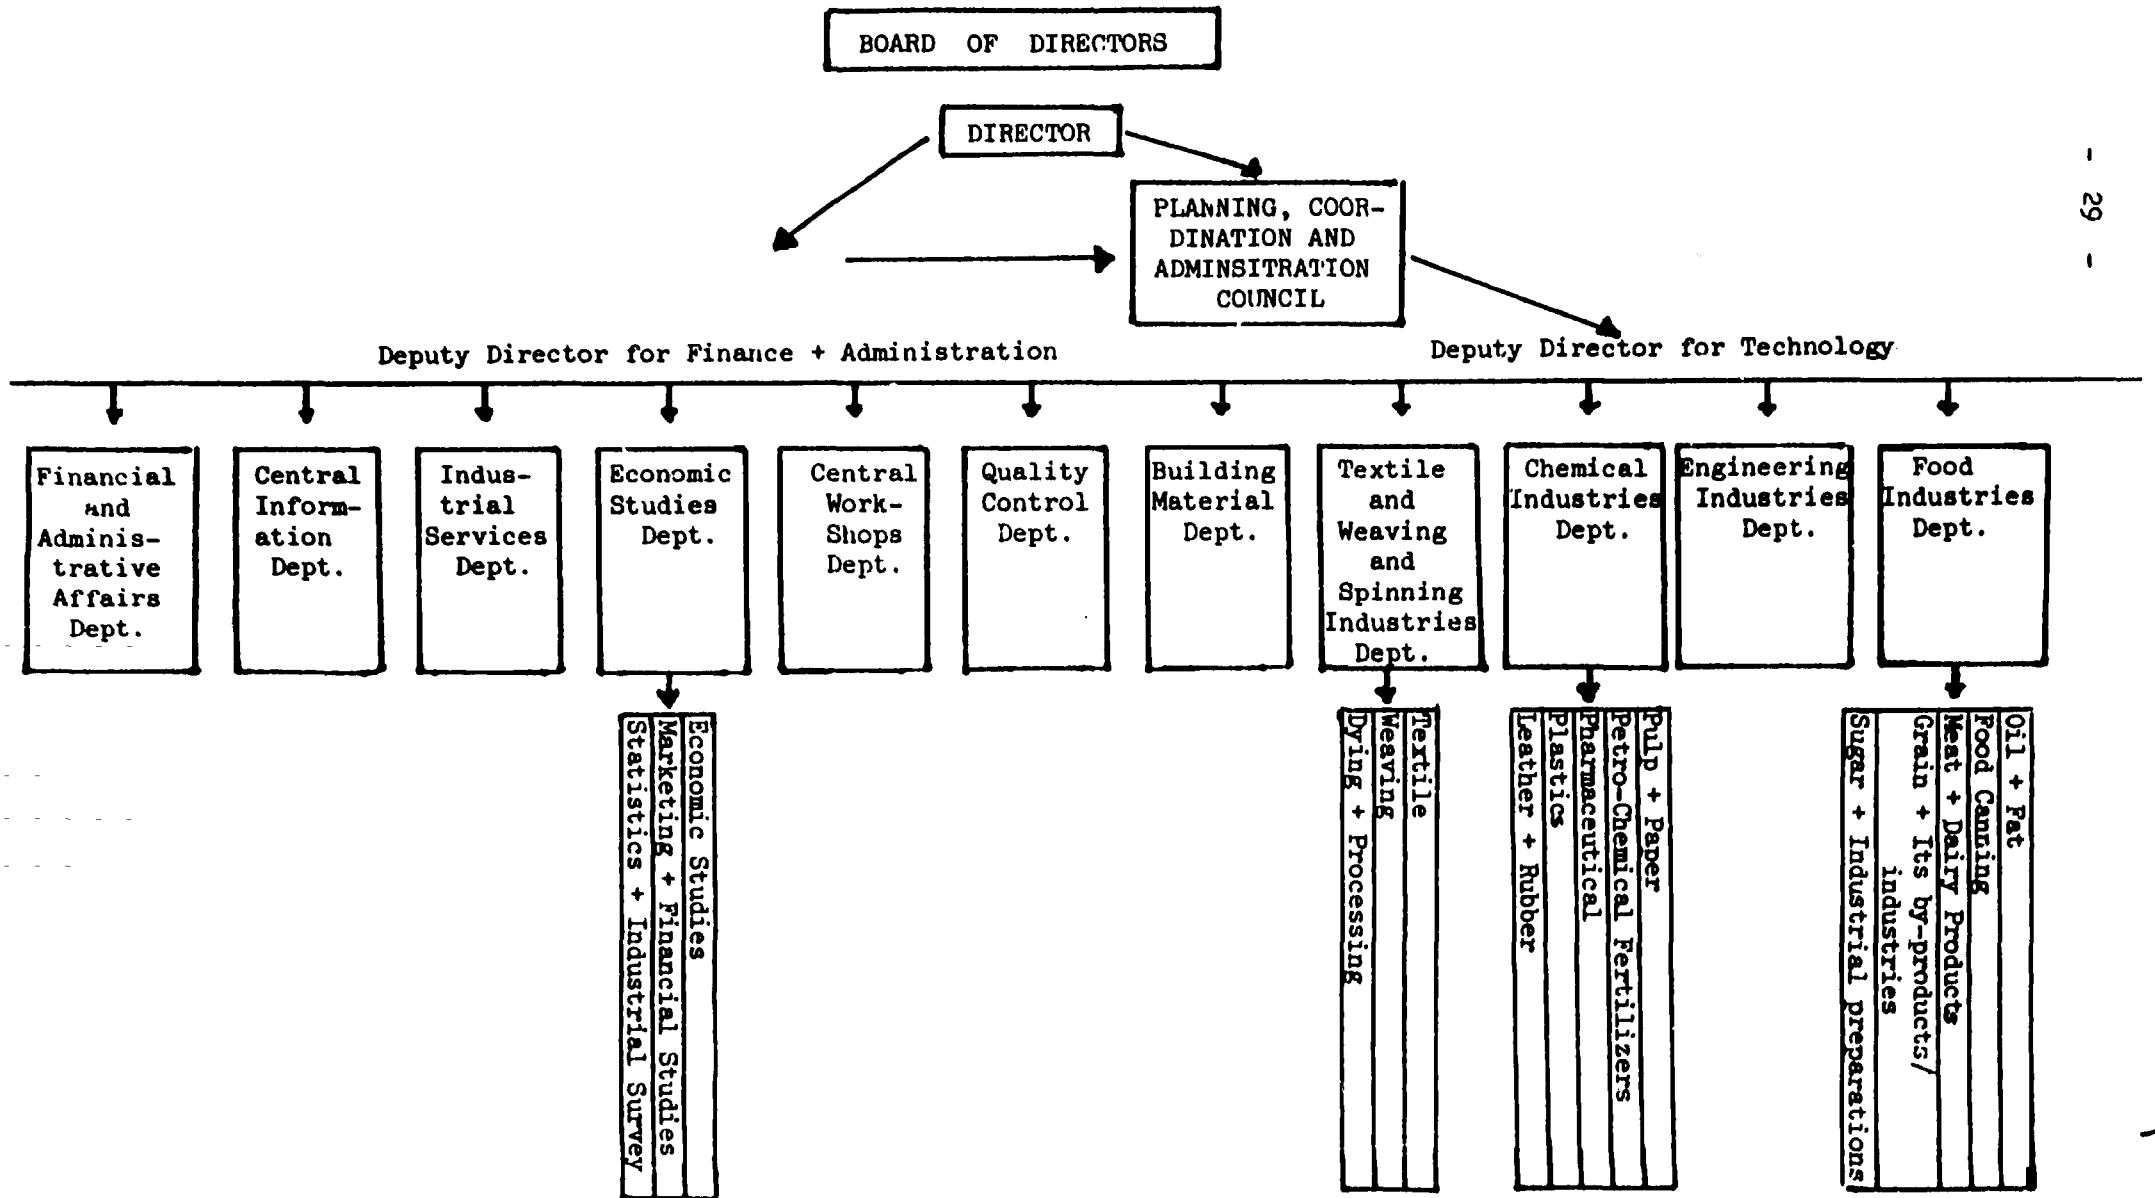 BOARD OF DIRECTORS
DIRECTOR
PLANNING, COOR-
DINATION AND
ADMINSITRATION
COUNCIL
- 29 -
Deputy Director for Finance + Administration
Deputy Director for Technology
Financial
and
Adminis-
trative
Affairs
Dept.
Central
Inform-
ation
Dept.
Indus-
trial
Services
Dept.
Economic
Studies
Dept.
Central
Work-
Shops
Dept.
Quality
Control
Dept.
Building
Material
Dept.
Textile
and
Weaving
and
Spinning
Industries
Dept.
Chemical
Industries
Dept.
Engineering
Industries
Dept.
Food
Industries
Dept.
Economic Studies
Marketing + Financial Studies
Statistics + Industrial Survey
Textile
Weaving
Dying + Processing
Pulp + Paper
Petro-Chemical Fertilizers
Pharmaceutical
Plastics
Leather + Rubber
Oil + Fat
Food Canning
Meat + Dairy Products
Grain + Its by-products/
industries
Sugar + Industrial preparations